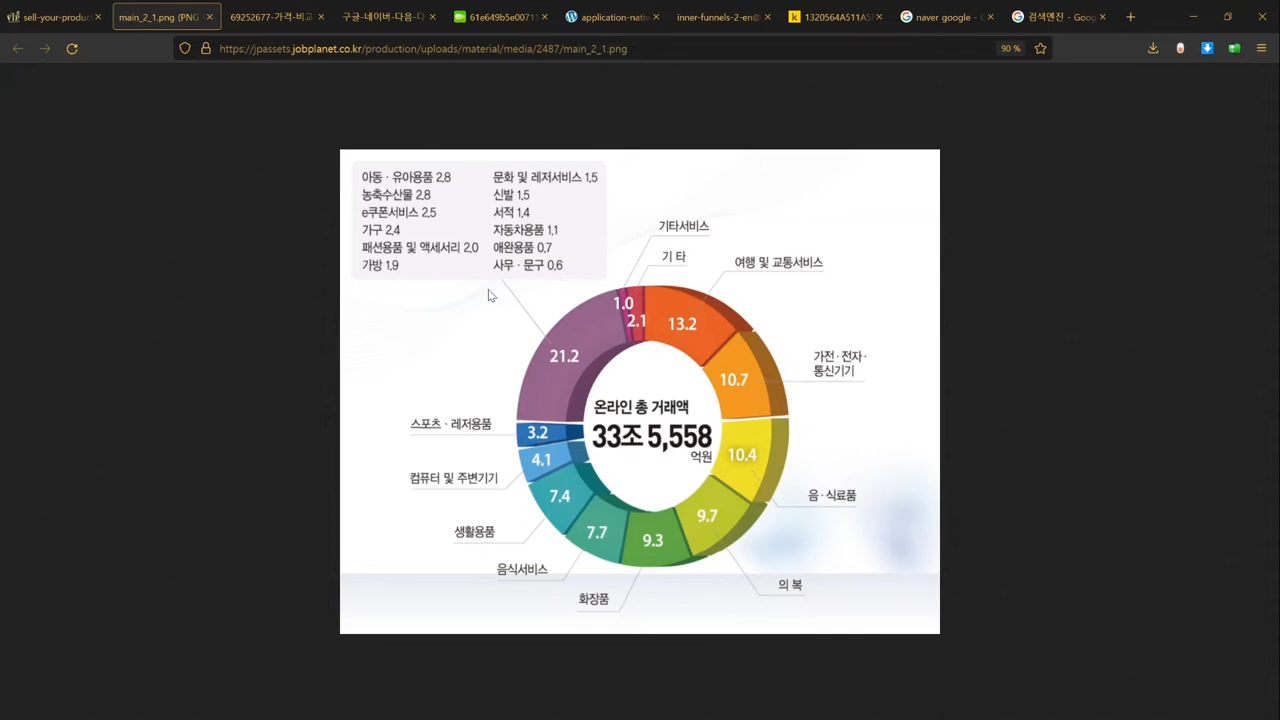 sell-your-product
main_2_1.png (PNG
69252677-가격-비교
구글-네이버-다음-
61e649b5e00711
application-nativ
inner-funnels-2-en@
1320564A511A5
naver google - G
검색엔진 - Goog
https://jpassets.jobplanet.co.kr/production/uploads/material/media/2487/main_2_1.png
90 %
아동 · 유아용품 2,8
문화 및 레저서비스 1,5
농축수산물 2,8
신발 1,5
e쿠폰서비스 2,5
서적 1,4
가구 2,4
자동차용품 1,1
패션용품 및 액세서리 2,0
애완용품 0,7
가방 1,9
사무 · 문구 0,6
기타서비스
기 타
여행 및 교통서비스
1.0
2.1
13.2
21.2
가전 · 전자 ·
통신기기
10.7
온라인 총 거래액
33조 5,558
억원
스포츠 · 레저용품
3.2
10.4
4.1
컴퓨터 및 주변기기
7.4
음 · 식료품
9.7
생활용품
7.7
9.3
음식서비스
의 복
화장품